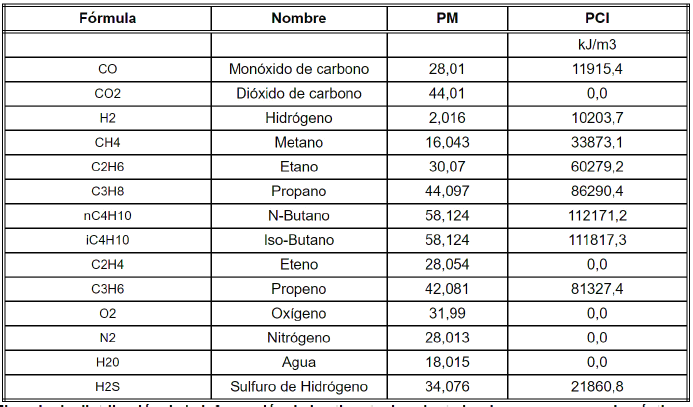 Fórmula Nombre PM PCI
kJ/m3
CO Monóxido de carbono 28,01 11915,4
CO2 Dióxido de carbono 44,01 0,0
H2 Hidrógeno 2,016 10203,7
CH4 Metano 16,043 33873,1
C2H6 Etano 30,07 60279,2
C3H8 Propano 44,097 86290,4
nC4H10 N-Butano 58,124 112171,2
iC4H10 Iso-Butano 58,124 111817,3
C2H4 Eteno 28,054 0,0
C3H6 Propeno 42,081 81327,4
O2 Oxígeno 31,99 0,0
N2 Nitrógeno 28,013 0,0
H20 Agua 18,015 0,0
H2S Sulfuro de Hidrógeno 34,076 21860,8